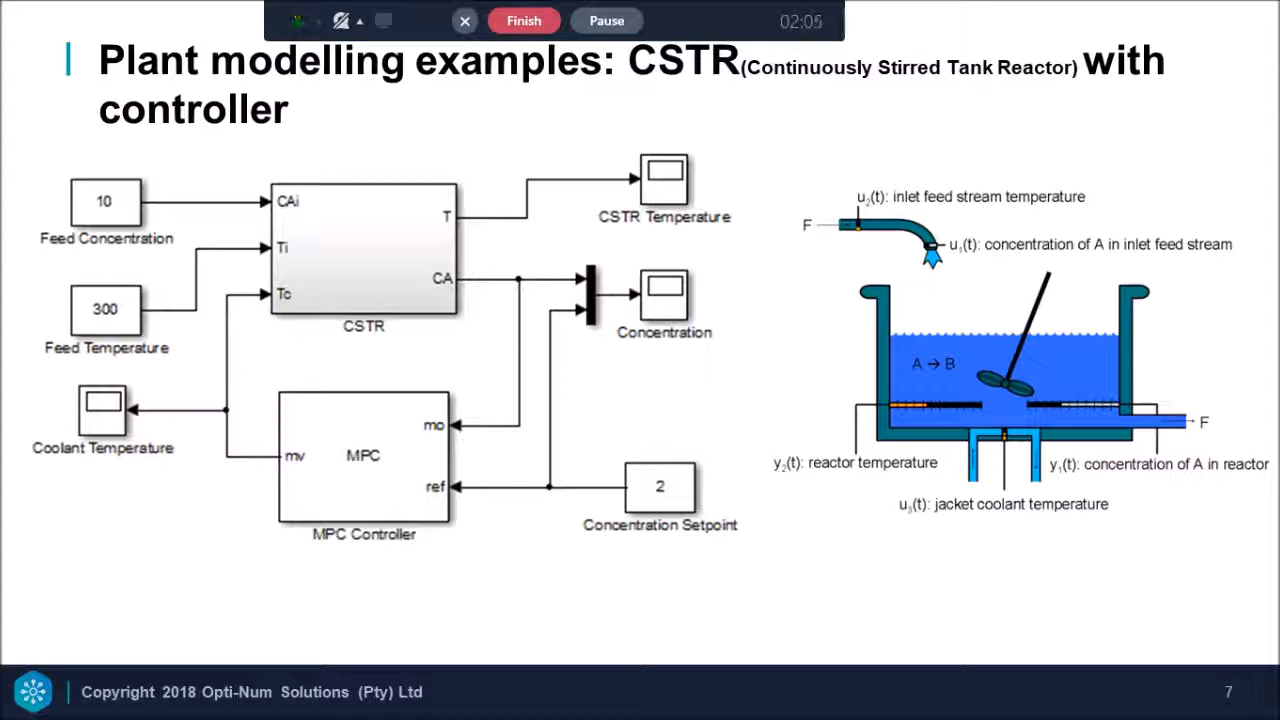 Finish
Pause
02:05
Plant modelling examples: CSTR(Continuously Stirred Tank Reactor) with
controller
10
Feed Concentration
300
Feed Temperature
Coolant Temperature
CAi
Ti
Tc
T
CA
CSTR
CSTR Temperature
Concentration
mo
mv
MPC
ref
MPC Controller
2
Concentration Setpoint
u2(t): inlet feed stream temperature
F
u1(t): concentration of A in inlet feed stream
A → B
F
y2(t): reactor temperature
y1(t): concentration of A in reactor
u3(t): jacket coolant temperature
Copyright 2018 Opti-Num Solutions (Pty) Ltd
7